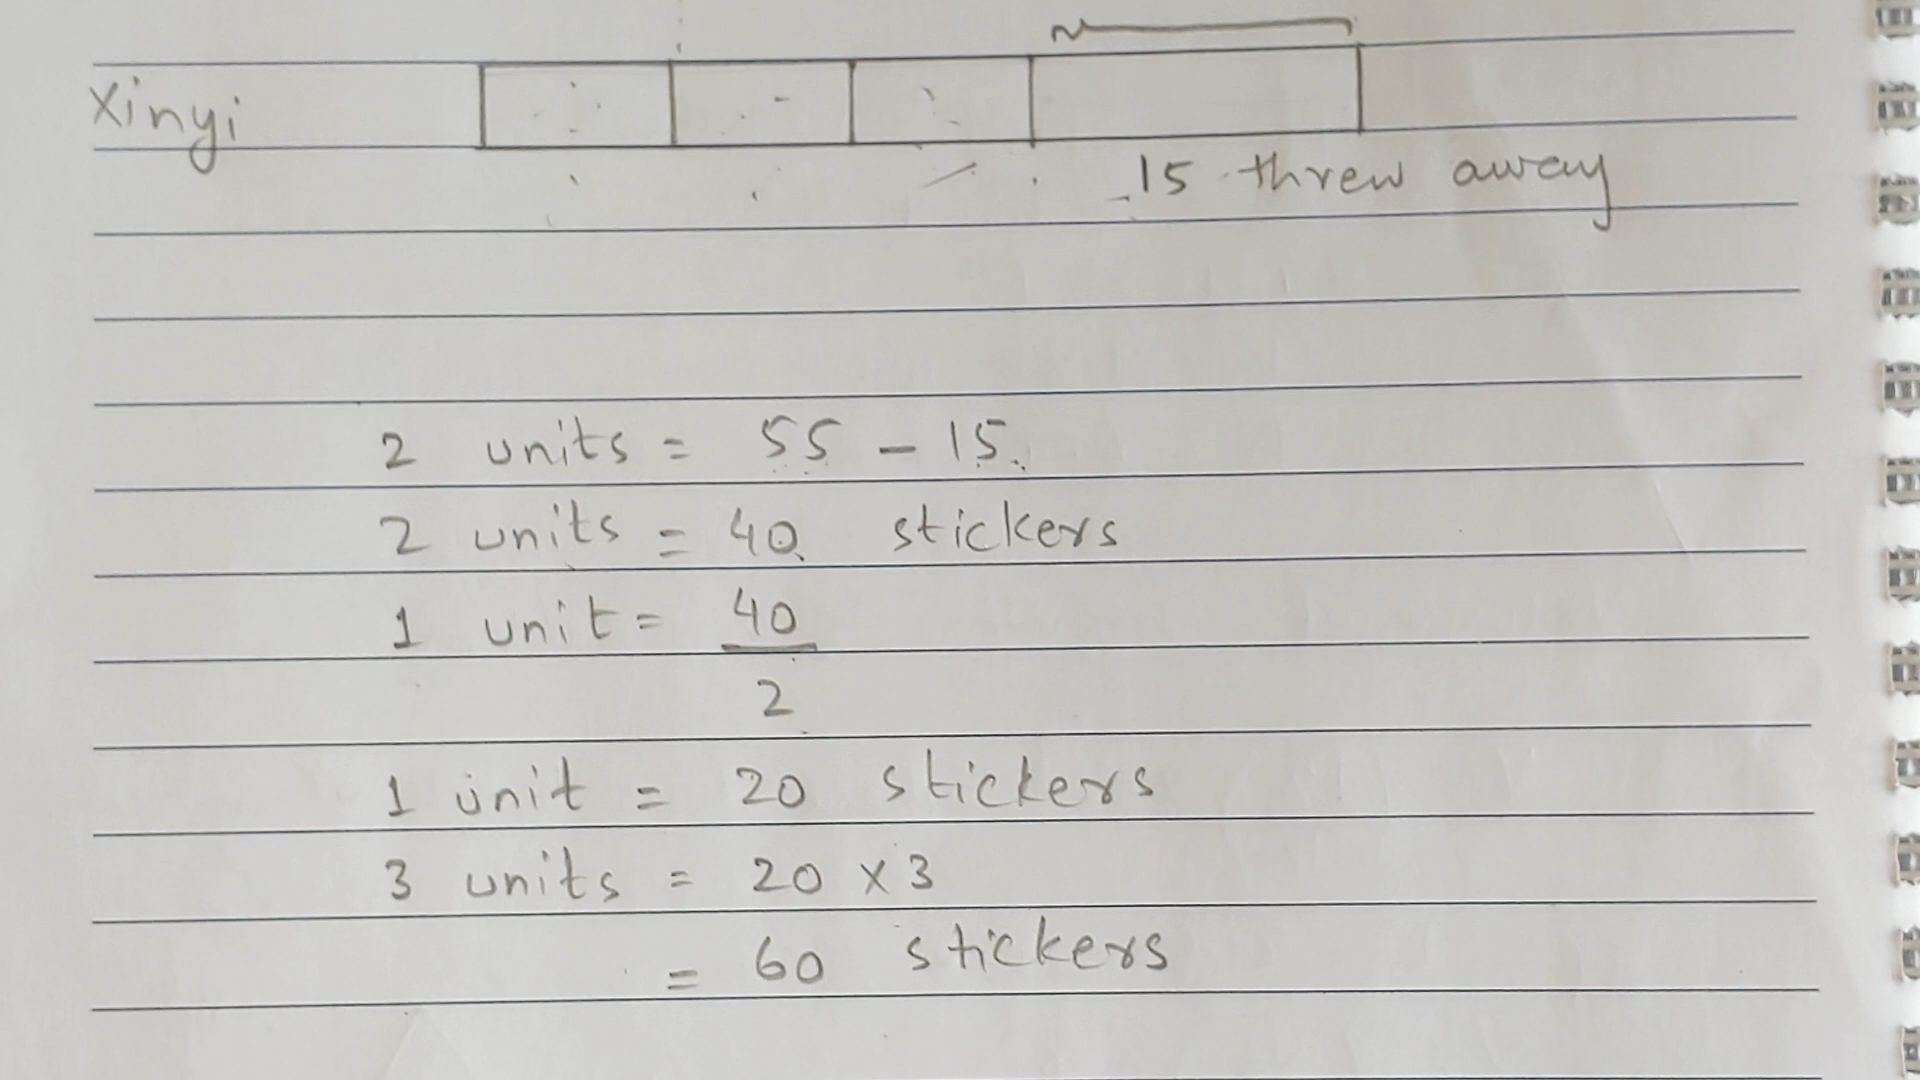 Xinyi
15 threw away
2 units = 55 - 15.
2 units = 40 stickers
1 unit = 40
2
1 unit = 20 stickers
3 units = 20 x 3
= 60 stickers